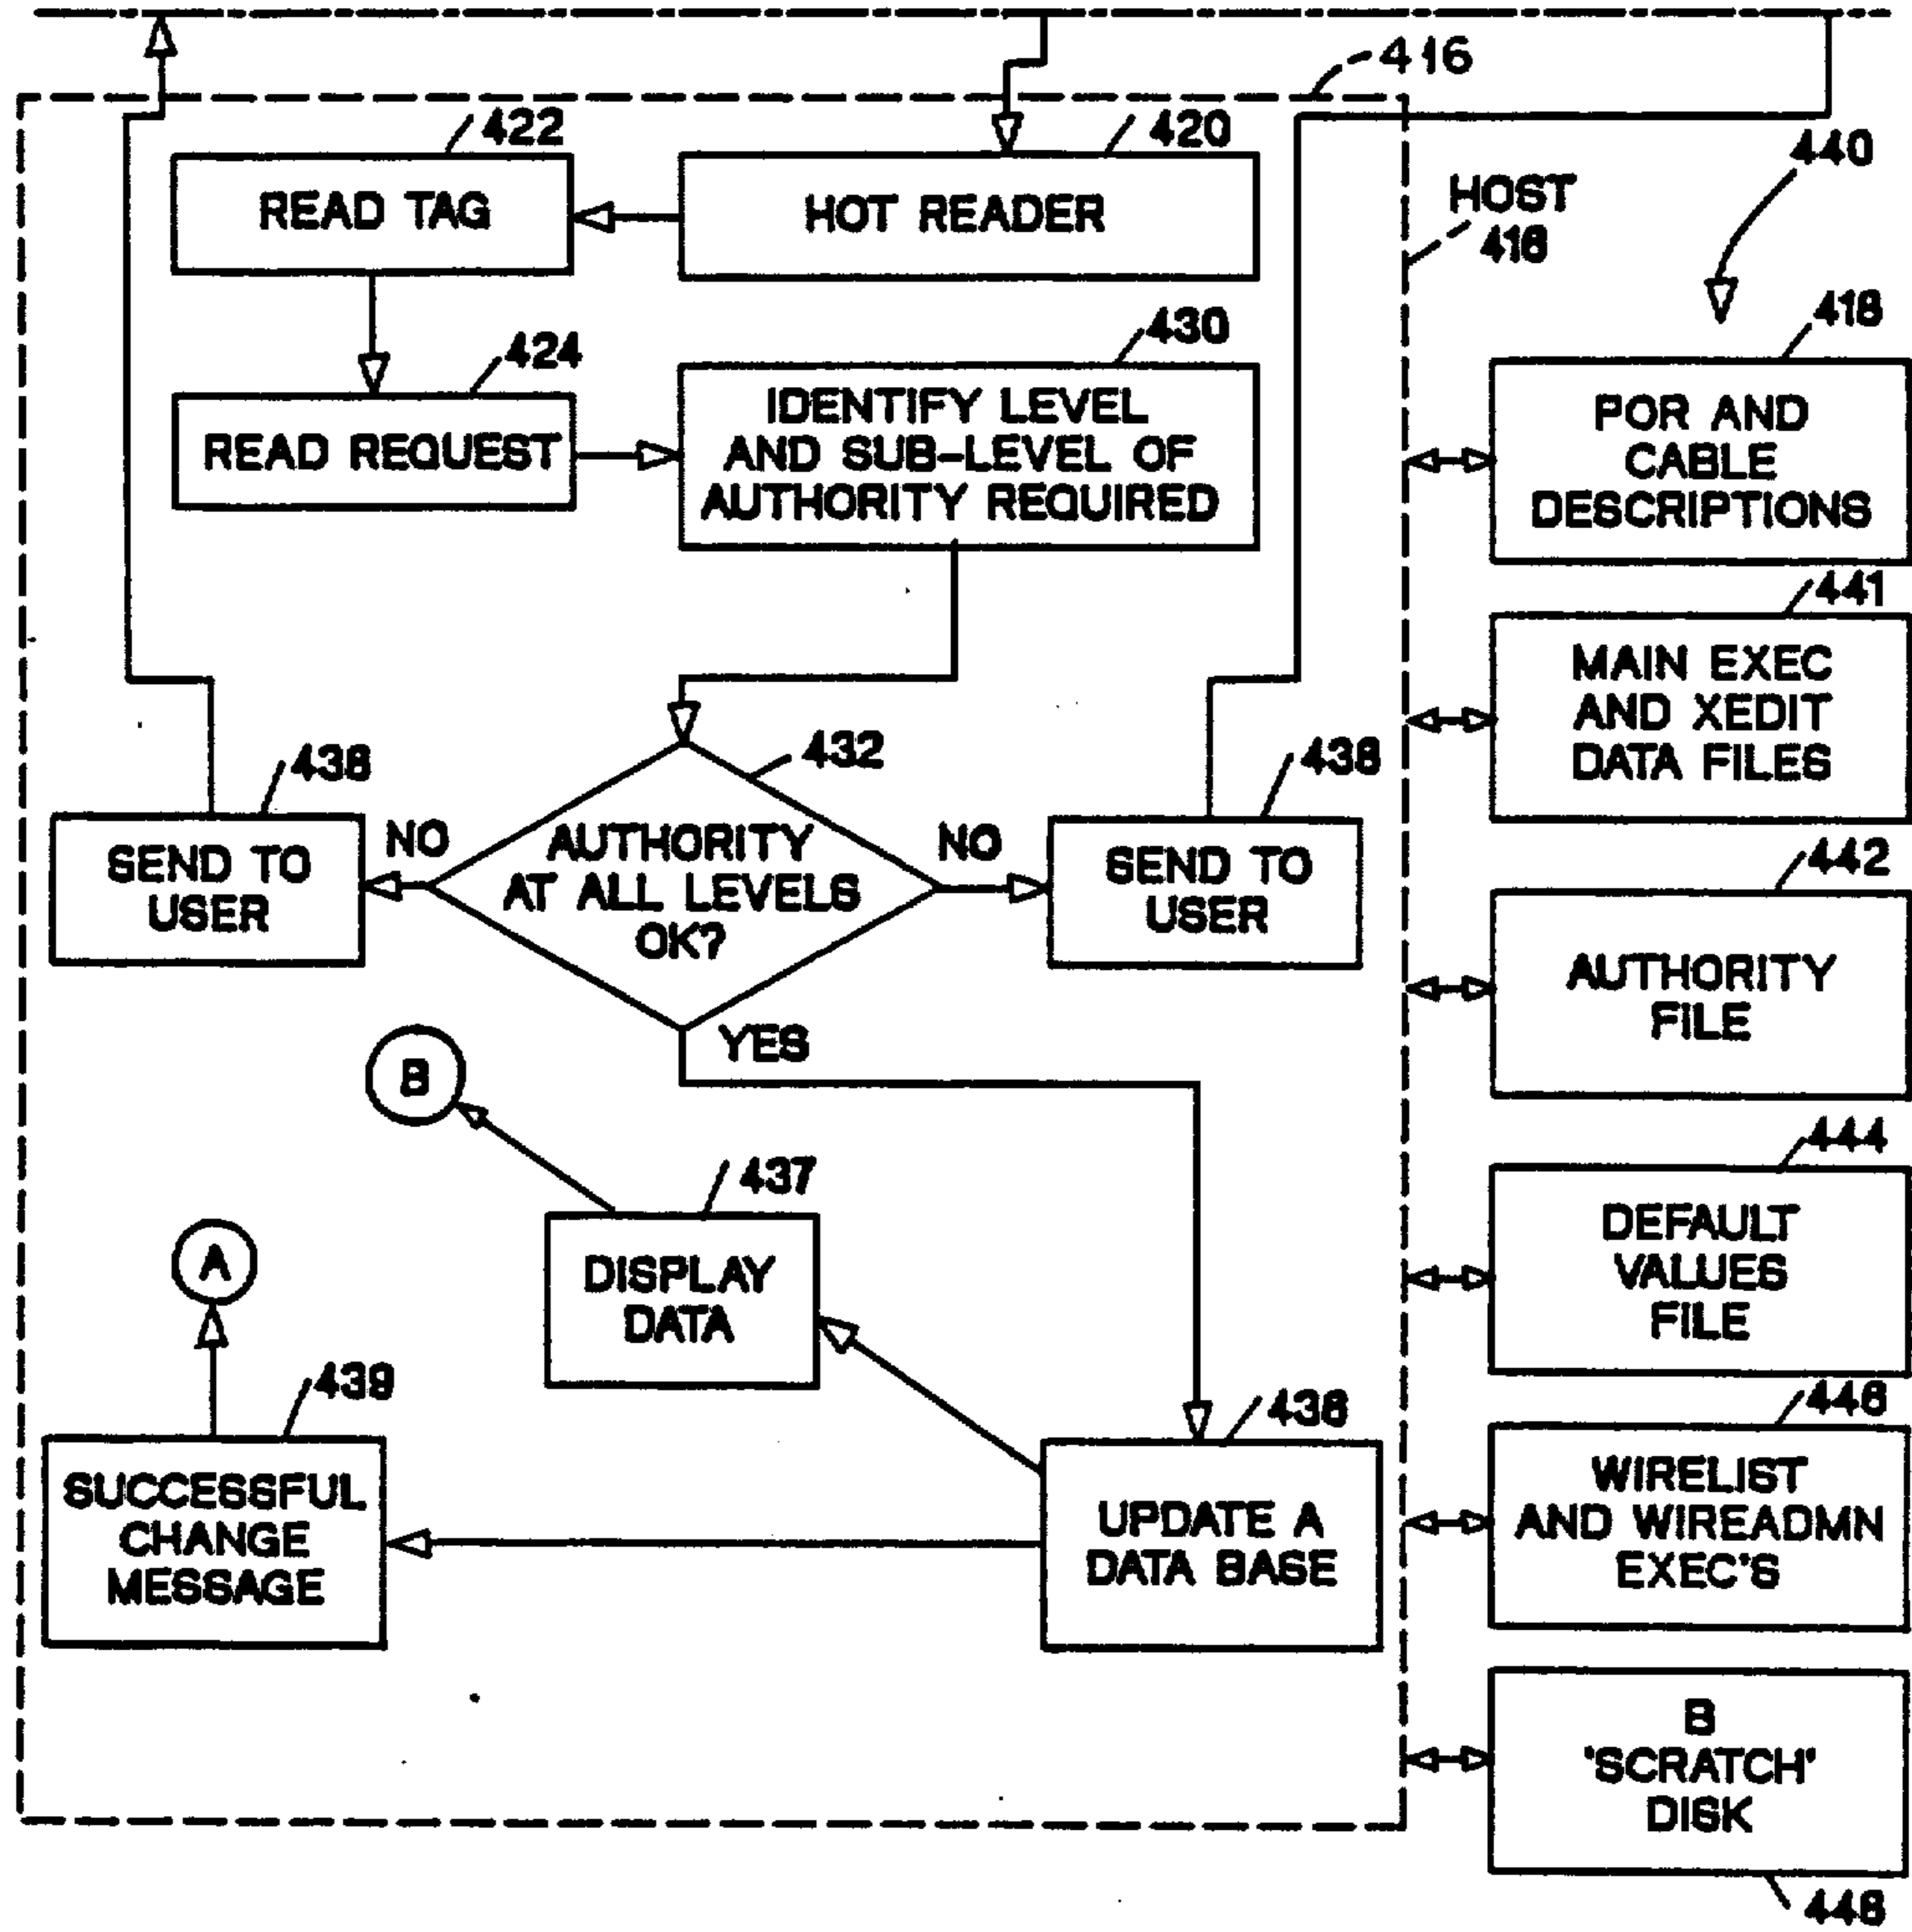 416
422
420
440
READ TAG
HOT READER
HOST
416
418
424
430
READ REQUEST
IDENTIFY LEVEL
AND SUB-LEVEL OF
AUTHORITY REQUIRED
POR AND
CABLE
DESCRIPTIONS
441
MAIN EXEC
AND XEDIT
DATA FILES
438
432
438
SEND TO
USER
NO
AUTHORITY
AT ALL LEVELS
OK?
NO
SEND TO
USER
442
AUTHORITY
FILE
YES
B
444
DEFAULT
VALUES
FILE
437
A
DISPLAY
DATA
439
436
446
SUCCESSFUL
CHANGE
MESSAGE
UPDATE A
DATA BASE
WIRELIST
AND WIREADMN
EXEC'S
B
'SCRATCH'
DISK
448